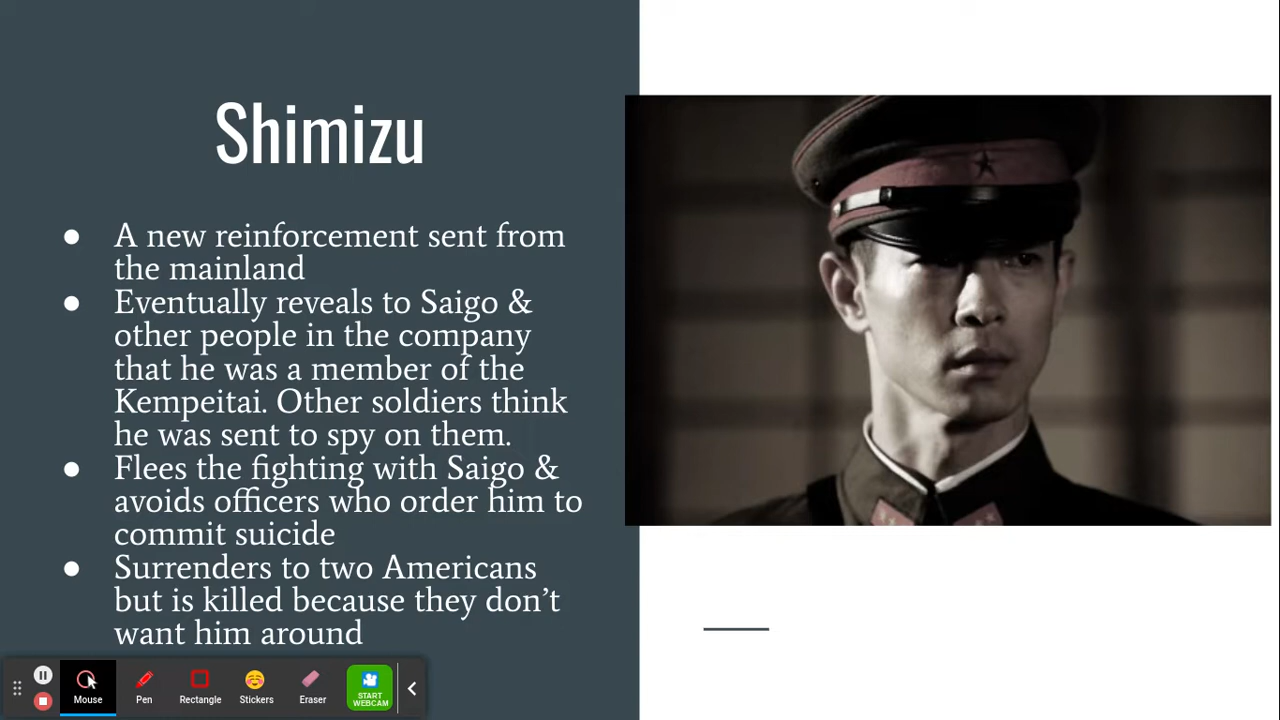 Shimizu
● A new reinforcement sent from
the mainland
● Eventually reveals to Saigo &
other people in the company
that he was a member of the
Kempeitai. Other soldiers think
he was sent to spy on them.
● Flees the fighting with Saigo &
avoids officers who order him to
commit suicide
● Surrenders to two Americans
but is killed because they don’t
want him around
Mouse
Pen
Rectangle
Stickers
Eraser
START
WEBCAM